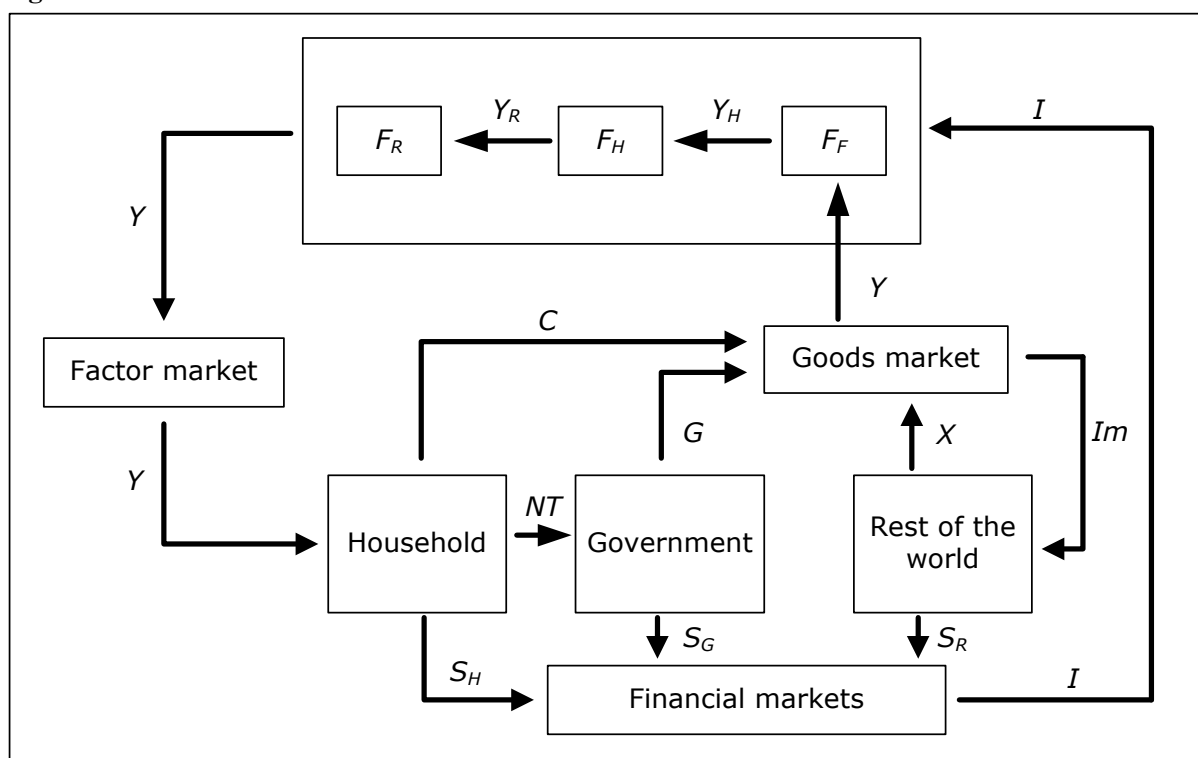 Y_R
Y_H
I
F_R
F_H
F_F
Y
Y
C
Goods market
Factor market
G
X
Im
Y
NT
Household
Government
Rest of the
world
S_H
S_G
S_R
I
Financial markets